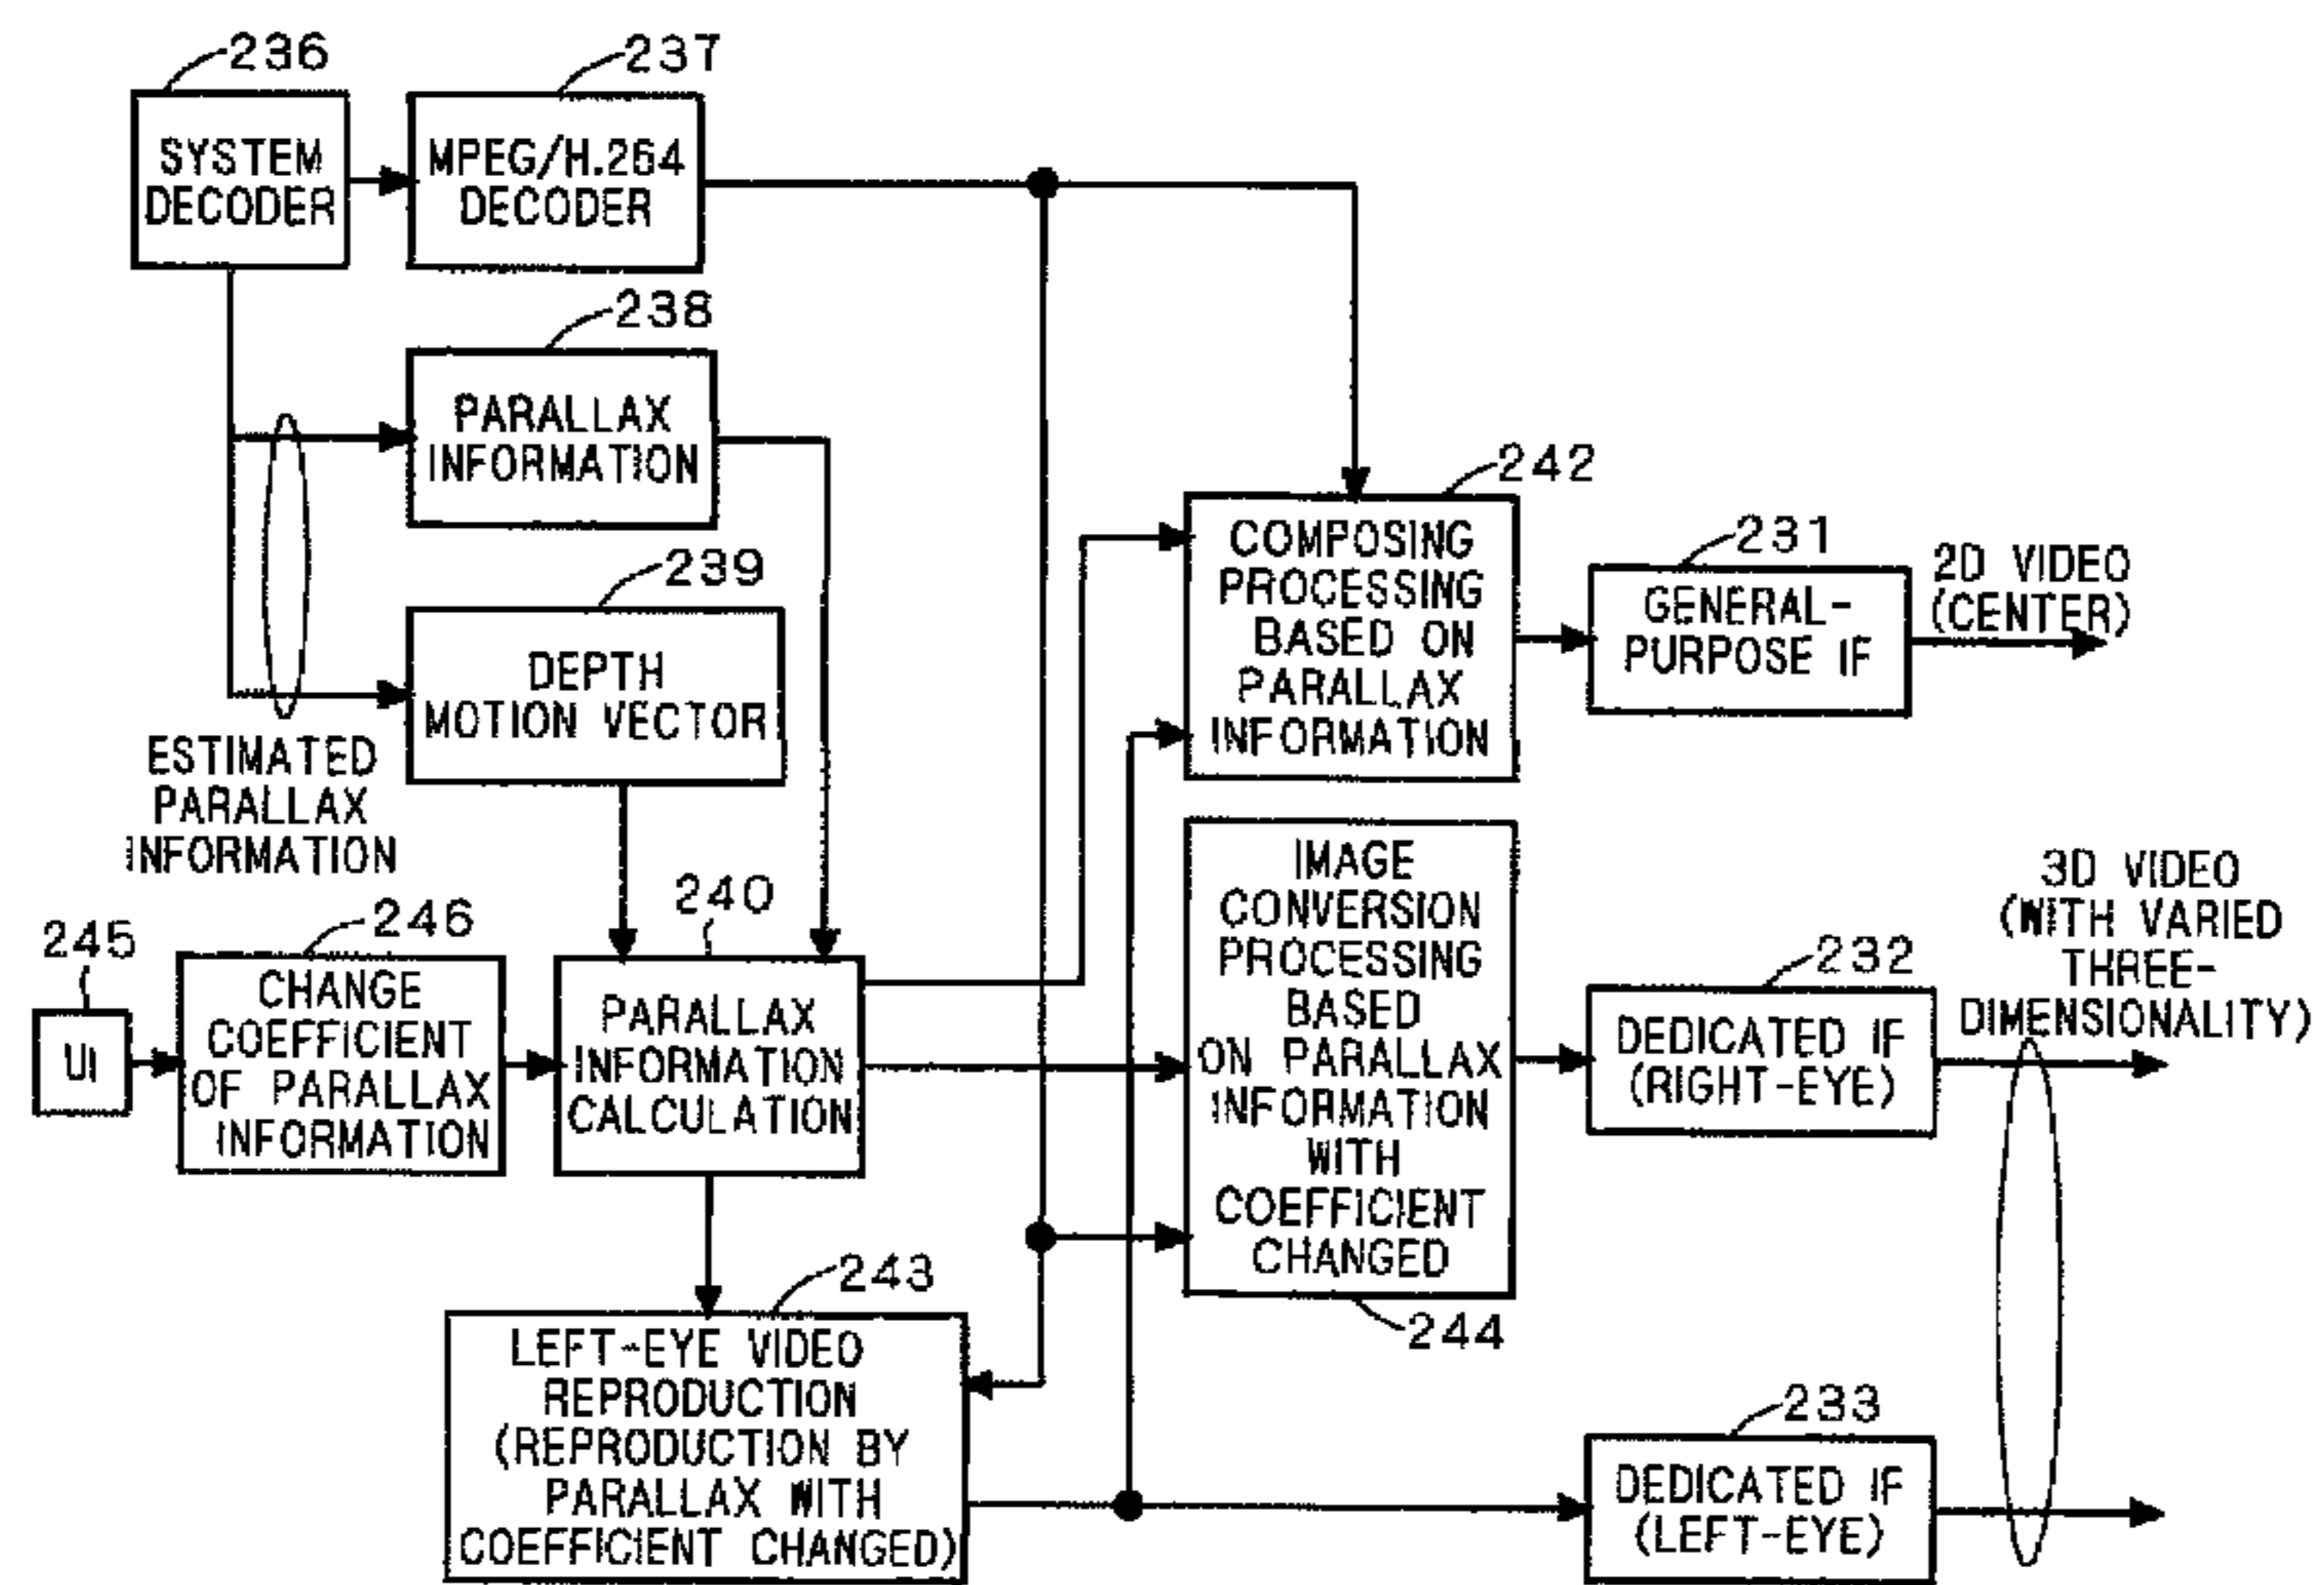 236
237
SYSTEM
DECODER
MPEG/H.264
DECODER
238
PARALLAX
INFORMATION
239
DEPTH
MOTION VECTOR
ESTIMATED
PARALLAX
INFORMATION
242
COMPOSING
PROCESSING
BASED ON
PARALLAX
INFORMATION
231
GENERAL-
PURPOSE IF
2D VIDEO
(CENTER)
245
UI
246
CHANGE
COEFFICIENT
OF PARALLAX
INFORMATION
240
PARALLAX
INFORMATION
CALCULATION
IMAGE
CONVERSION
PROCESSING
BASED
ON PARALLAX
INFORMATION
WITH
COEFFICIENT
CHANGED
244
232
DEDICATED IF
(RIGHT-EYE)
3D VIDEO
(WITH VARIED
THREE-
DIMENSIONALITY)
243
LEFT-EYE VIDEO
REPRODUCTION
(REPRODUCTION BY
PARALLAX WITH
COEFFICIENT CHANGED)
233
DEDICATED IF
(LEFT-EYE)